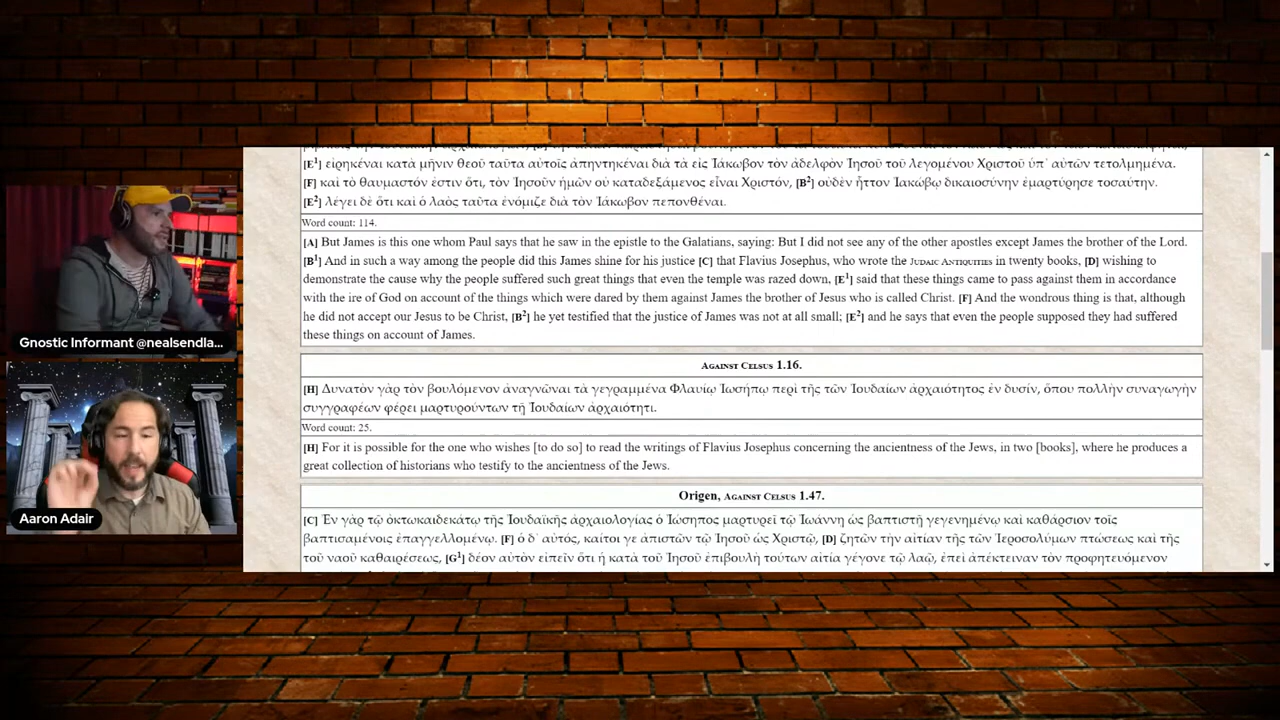 [E¹] εἰρηκέναι κατὰ μῆνιν θεοῦ ταῦτα αὐτοῖς ἀπηντηκέναι διὰ τὰ εἰς Ἰάκωβον τὸν ἀδελφὸν Ἰησοῦ τοῦ λεγομένου Χριστοῦ ὑπ᾽ αὐτῶν τετολμημένα.
[F] καὶ τὸ θαυμαστόν ἐστιν ὅτι, τὸν Ἰησοῦν ἡμῶν οὐ καταδεξάμενος εἶναι Χριστόν, [B²] οὐδὲν ἧττον Ἰακώβῳ δικαιοσύνην ἐμαρτύρησε τοσαύτην.
[E²] λέγει δὲ ὅτι καὶ ὁ λαὸς ταῦτα ἐνόμιζε διὰ τὸν Ἰάκωβον πεπονθέναι.
Word count: 114.
[A] But James is this one whom Paul says that he saw in the epistle to the Galatians, saying: But I did not see any of the other apostles except James the brother of the Lord.
[B¹] And in such a way among the people did this James shine for his justice [C] that Flavius Josephus, who wrote the JUDAIC ANTIQUITIES in twenty books, [D] wishing to
demonstrate the cause why the people suffered such great things that even the temple was razed down, [E¹] said that these things came to pass against them in accordance
with the ire of God on account of the things which were dared by them against James the brother of Jesus who is called Christ. [F] And the wondrous thing is that, although
he did not accept our Jesus to be Christ, [B²] he yet testified that the justice of James was not at all small; [E²] and he says that even the people supposed they had suffered
these things on account of James.
AGAINST CELSUS 1.16.
[H] Δυνατὸν γὰρ τὸν βουλόμενον ἀναγνῶναι τὰ γεγραμμένα Φλαυίῳ Ἰωσήπῳ περὶ τῆς τῶν Ἰουδαίων ἀρχαιότητος ἐν δυσίν, ὅπου πολλὴν συναγωγὴν
συγγραφέων φέρει μαρτυρούντων τῇ Ἰουδαίων ἀρχαιότητι.
Word count: 25.
[H] For it is possible for the one who wishes [to do so] to read the writings of Flavius Josephus concerning the ancientness of the Jews, in two [books], where he produces a
great collection of historians who testify to the ancientness of the Jews.
Origen, AGAINST CELSUS 1.47.
[C] Ἐν γὰρ τῷ ὀκτωκαιδεκάτῳ τῆς Ἰουδαϊκῆς ἀρχαιολογίας ὁ Ἰώσηπος μαρτυρεῖ τῷ Ἰωάννῃ ὡς βαπτιστῇ γεγενημένῳ καὶ καθάρσιον τοῖς
βαπτισαμένοις ἐπαγγελλομένῳ. [F] ὁ δ᾽ αὐτός, καίτοι γε ἀπιστῶν τῷ Ἰησοῦ ὡς Χριστῷ, [D] ζητῶν τὴν αἰτίαν τῆς τῶν Ἱεροσολύμων πτώσεως καὶ τῆς
τοῦ ναοῦ καθαιρέσεως, [G¹] δέον αὐτὸν εἰπεῖν ὅτι ἡ κατὰ τοῦ Ἰησοῦ ἐπιβουλὴ τούτων αἰτία γέγονε τῷ λαῷ, ἐπεὶ ἀπέκτειναν τὸν προφητευόμενον
Gnostic Informant @nealsendla...
Aaron Adair